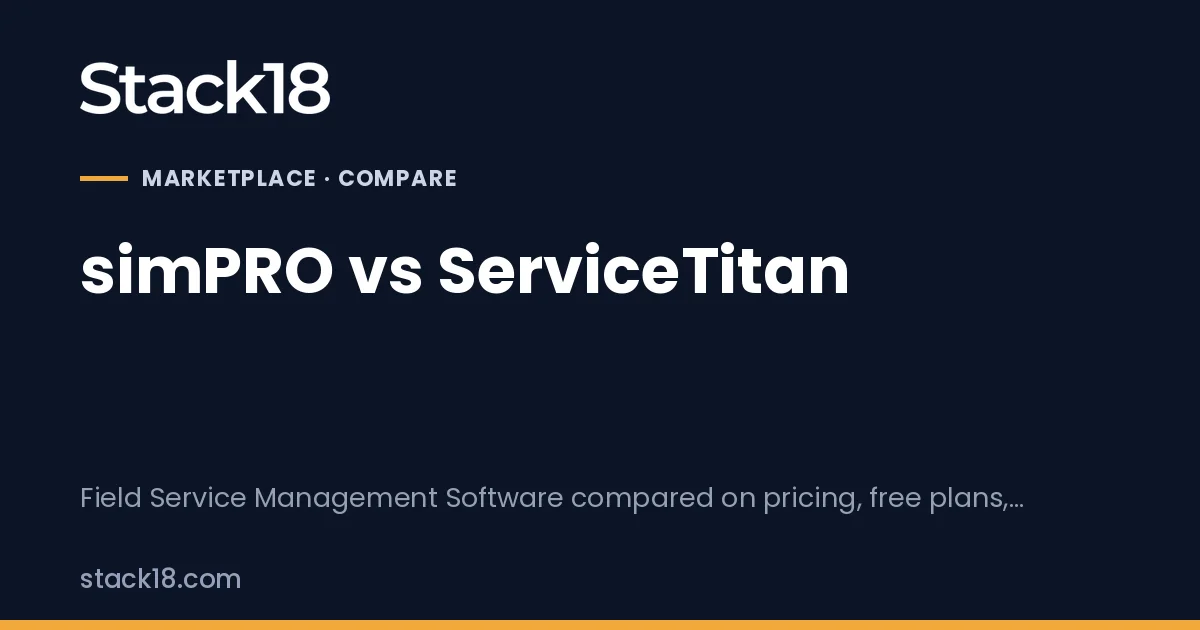 Stack18
MARKETPLACE · COMPARE
simPRO vs ServiceTitan
Field Service Management Software compared on pricing, free plans,...
stack18.com